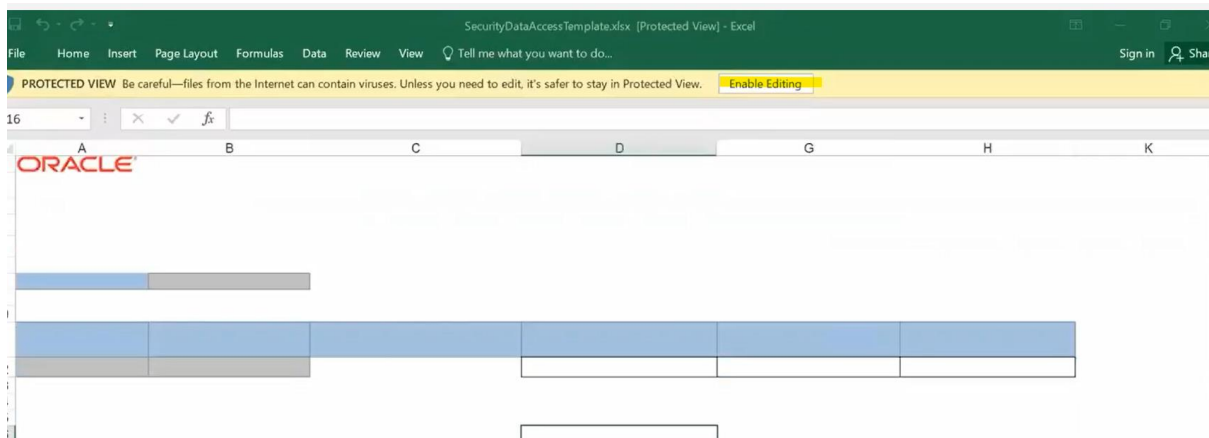 SecurityDataAccessTemplate.xlsx [Protected View] - Excel
File Home Insert Page Layout Formulas Data Review View Tell me what you want to do... Sign in Sha
PROTECTED VIEW Be careful—files from the Internet can contain viruses. Unless you need to edit, it's safer to stay in Protected View. Enable Editing
16 fx
A B C D G H K
ORACLE